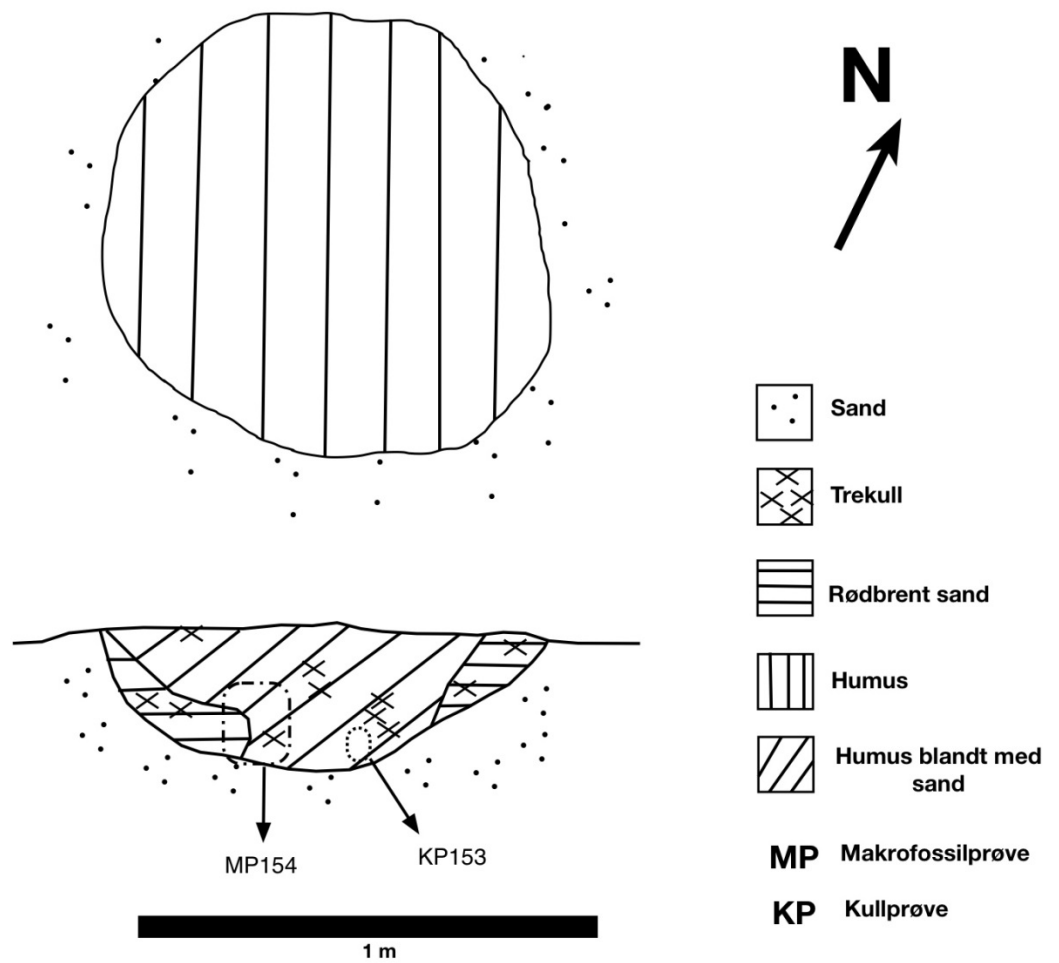 N
Sand
Trekull
Rødbrent sand
Humus
Humus blandt med
sand
MP Makrofossilprøve
KP Kullprøve
MP154
KP153
1 m